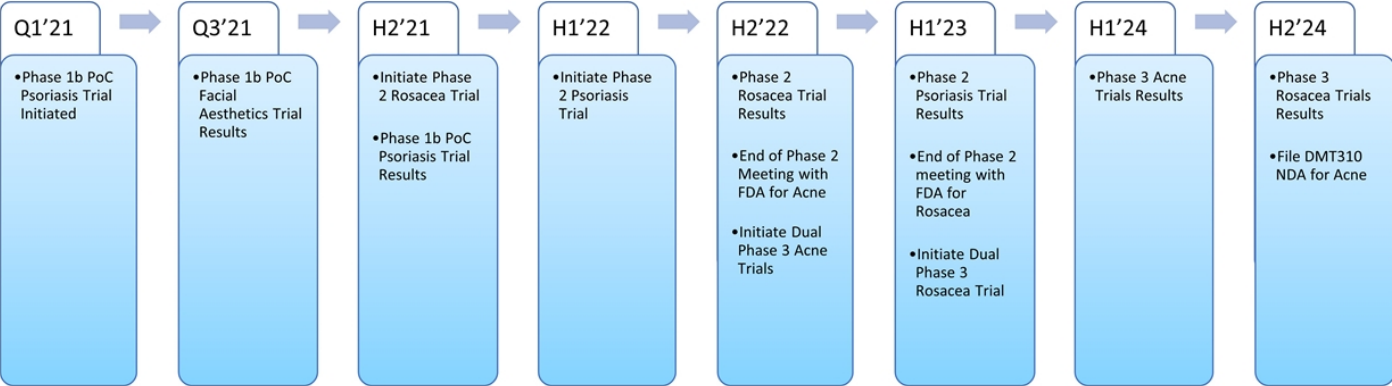 Q1’21
•Phase 1b PoC
Psoriasis Trial
Initiated
Q3’21
•Phase 1b PoC
Facial
Aesthetics Trial
Results
H2’21
•Initiate Phase
2 Rosacea Trial
•Phase 1b PoC
Psoriasis Trial
Results
H1’22
•Initiate Phase
2 Psoriasis
Trial
H2’22
•Phase 2
Rosacea Trial
Results
•End of Phase 2
Meeting with
FDA for Acne
•Initiate Dual
Phase 3 Acne
Trials
H1’23
•Phase 2
Psoriasis Trial
Results
•End of Phase 2
meeting with
FDA for
Rosacea
•Initiate Dual
Phase 3
Rosacea Trial
H1’24
•Phase 3 Acne
Trials Results
H2’24
•Phase 3
Rosacea Trials
Results
•File DMT310
NDA for Acne